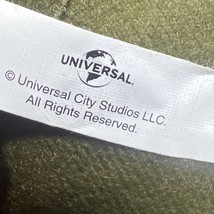 UNIVERSAL
© Universal City Studios LLC.
All Rights Reserved.